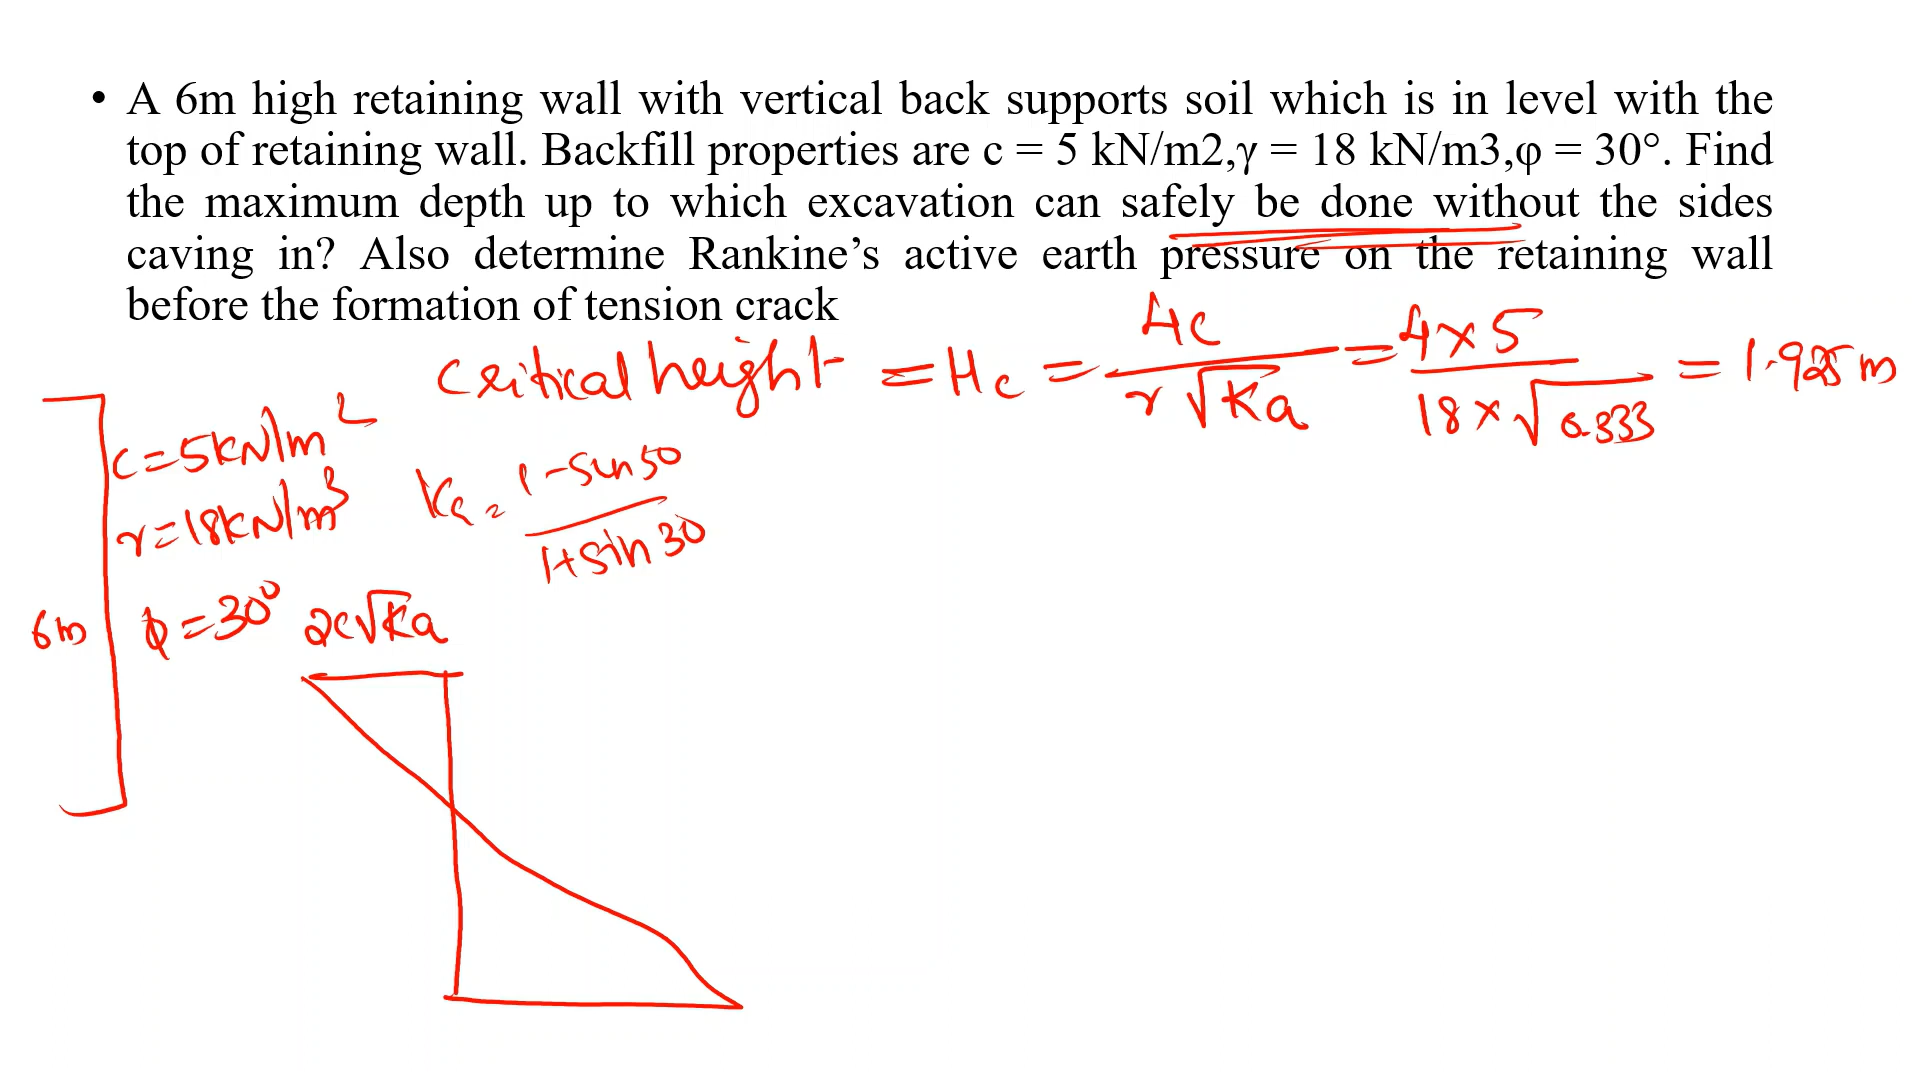 • A 6m high retaining wall with vertical back supports soil which is in level with the
top of retaining wall. Backfill properties are c = 5 kN/m2,γ = 18 kN/m3,φ = 30°. Find
the maximum depth up to which excavation can safely be done without the sides
caving in? Also determine Rankine’s active earth pressure on the retaining wall
before the formation of tension crack
critical height = Hc = 4c / γ√Ka = 4×5 / 18×√0.333 = 1.925 m
c=5kN/m²
γ=18kN/m³
Ka = 1-sin30 / 1+sin30
6m
φ=30°
2c√Ka